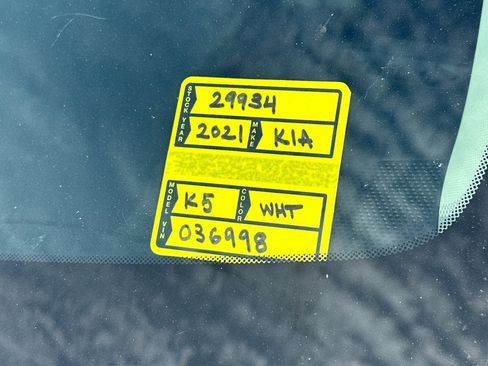 STOCK 29934
YEAR 2021 MAKE KIA
MODEL K5 COLOR WHT
VIN 036998